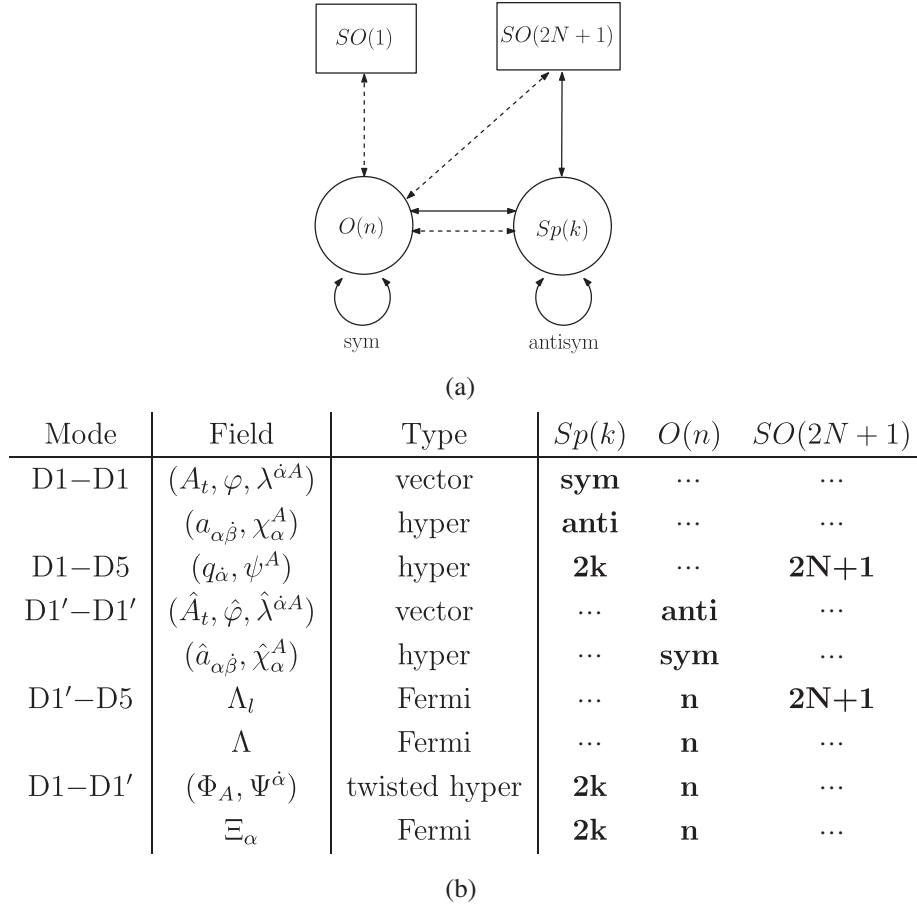 SO(1) SO(2N + 1)
O(n) Sp(k)
sym antisym
(a)
Mode Field Type Sp(k) O(n) SO(2N + 1)
D1−D1 (A_t, φ, λ^{α̇A}) vector sym ... ...
(a_{αβ̇}, χ^A_α) hyper anti ... ...
D1−D5 (q_{α̇}, ψ^A) hyper 2k ... 2N+1
D1′−D1′ (Â_t, φ̂, λ̂^{α̇A}) vector ... anti ...
(â_{αβ̇}, χ̂^A_α) hyper ... sym ...
D1′−D5 Λ_l Fermi ... n 2N+1
Λ Fermi ... n ...
D1−D1′ (Φ_A, Ψ^{α̇}) twisted hyper 2k n ...
Ξ_α Fermi 2k n ...
(b)